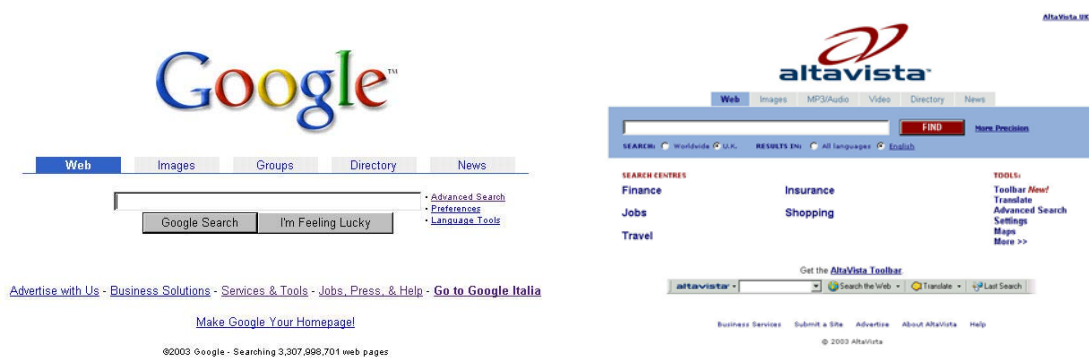 Google™
Web Images Groups Directory News
• Advanced Search
• Preferences
• Language Tools
Google Search I'm Feeling Lucky
Advertise with Us - Business Solutions - Services & Tools - Jobs, Press, & Help - Go to Google Italia
Make Google Your Homepage!
©2003 Google - Searching 3,307,998,701 web pages
AltaVista UK
altavista™
Web Images MP3/Audio Video Directory News
FIND More Precision
SEARCH: Worldwide U.K. RESULTS IN: All languages English
SEARCH CENTRES TOOLS:
Finance Insurance Toolbar New!
Translate
Jobs Shopping Advanced Search
Settings
Travel Maps
More >>
Get the AltaVista Toolbar.
altavista Search the Web Translate Last Search
Business Services Submit a Site Advertise About AltaVista Help
© 2003 AltaVista